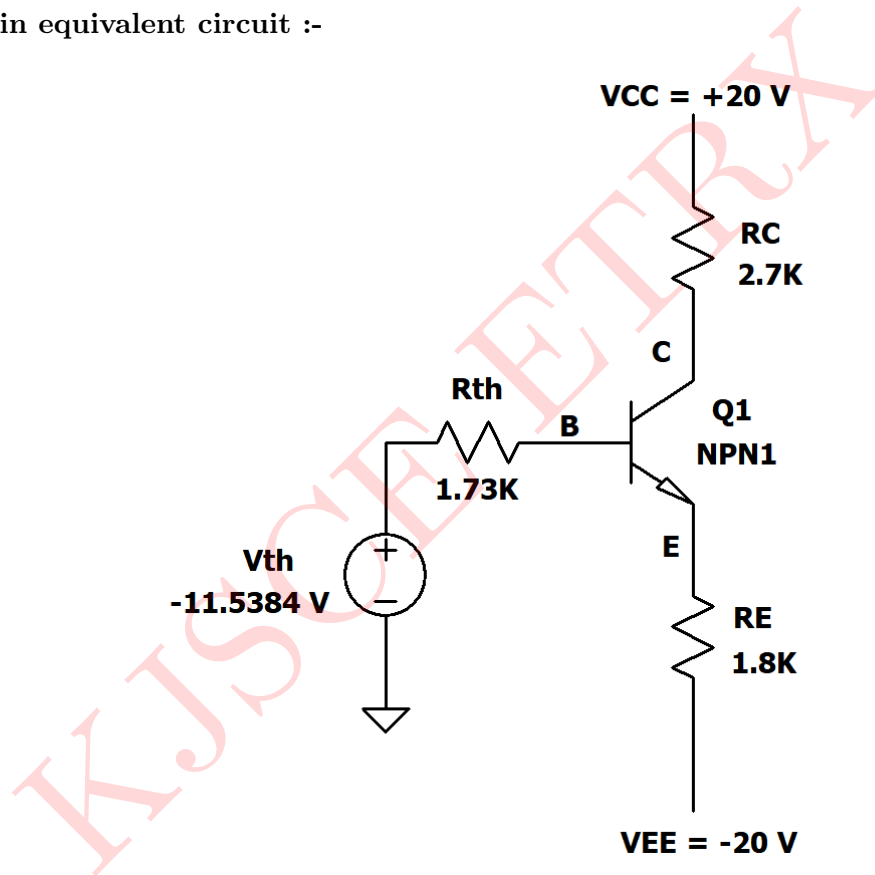 in equivalent circuit :-
VCC = +20 V
RC
2.7K
C
Rth
B
Q1
NPN1
1.73K
E
Vth
-11.5384 V
RE
1.8K
VEE = -20 V
KJSCE ETRX